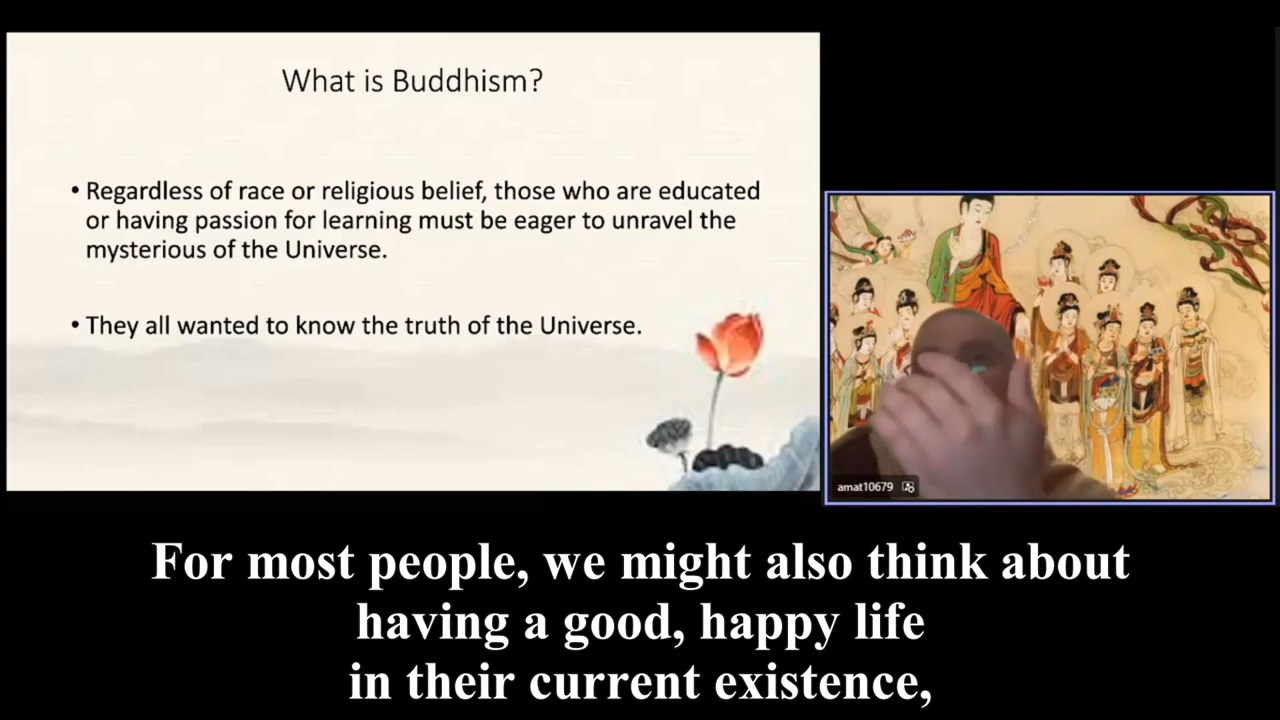 What is Buddhism?
• Regardless of race or religious belief, those who are educated
or having passion for learning must be eager to unravel the
mysterious of the Universe.
• They all wanted to know the truth of the Universe.
amat10679
For most people, we might also think about
having a good, happy life
in their current existence,